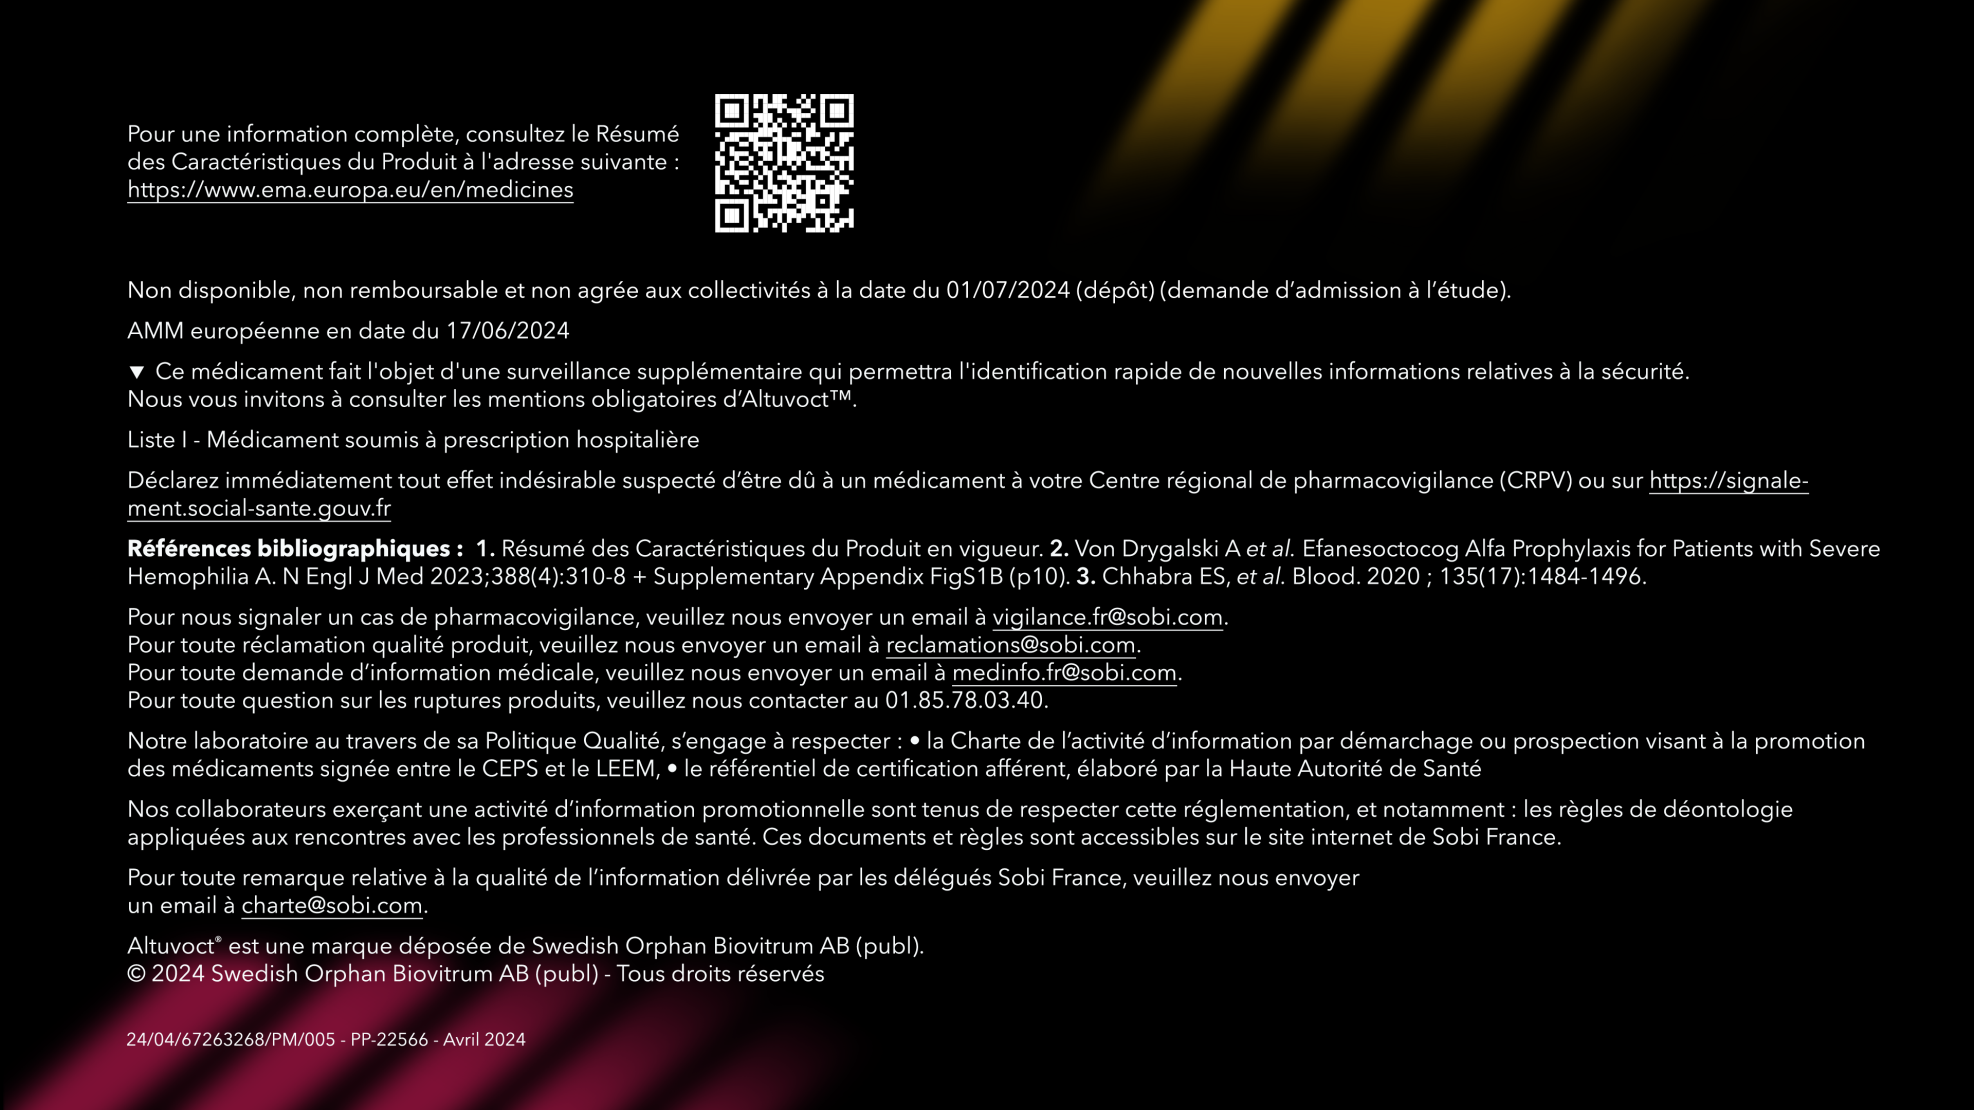 Pour une information complète, consultez le Résumé
des Caractéristiques du Produit à l'adresse suivante :
https://www.ema.europa.eu/en/medicines
Non disponible, non remboursable et non agrée aux collectivités à la date du 01/07/2024 (dépôt) (demande d’admission à l’étude).
AMM européenne en date du 17/06/2024
▼ Ce médicament fait l'objet d'une surveillance supplémentaire qui permettra l'identification rapide de nouvelles informations relatives à la sécurité.
Nous vous invitons à consulter les mentions obligatoires d’Altuvoct™.
Liste I - Médicament soumis à prescription hospitalière
Déclarez immédiatement tout effet indésirable suspecté d’être dû à un médicament à votre Centre régional de pharmacovigilance (CRPV) ou sur https://signale-
ment.social-sante.gouv.fr
Références bibliographiques : 1. Résumé des Caractéristiques du Produit en vigueur. 2. Von Drygalski A et al. Efanesoctocog Alfa Prophylaxis for Patients with Severe
Hemophilia A. N Engl J Med 2023;388(4):310-8 + Supplementary Appendix FigS1B (p10). 3. Chhabra ES, et al. Blood. 2020 ; 135(17):1484-1496.
Pour nous signaler un cas de pharmacovigilance, veuillez nous envoyer un email à vigilance.fr@sobi.com.
Pour toute réclamation qualité produit, veuillez nous envoyer un email à reclamations@sobi.com.
Pour toute demande d’information médicale, veuillez nous envoyer un email à medinfo.fr@sobi.com.
Pour toute question sur les ruptures produits, veuillez nous contacter au 01.85.78.03.40.
Notre laboratoire au travers de sa Politique Qualité, s’engage à respecter : • la Charte de l’activité d’information par démarchage ou prospection visant à la promotion
des médicaments signée entre le CEPS et le LEEM, • le référentiel de certification afférent, élaboré par la Haute Autorité de Santé
Nos collaborateurs exerçant une activité d’information promotionnelle sont tenus de respecter cette réglementation, et notamment : les règles de déontologie
appliquées aux rencontres avec les professionnels de santé. Ces documents et règles sont accessibles sur le site internet de Sobi France.
Pour toute remarque relative à la qualité de l’information délivrée par les délégués Sobi France, veuillez nous envoyer
un email à charte@sobi.com.
Altuvoct® est une marque déposée de Swedish Orphan Biovitrum AB (publ).
© 2024 Swedish Orphan Biovitrum AB (publ) - Tous droits réservés
24/04/67263268/PM/005 - PP-22566 - Avril 2024